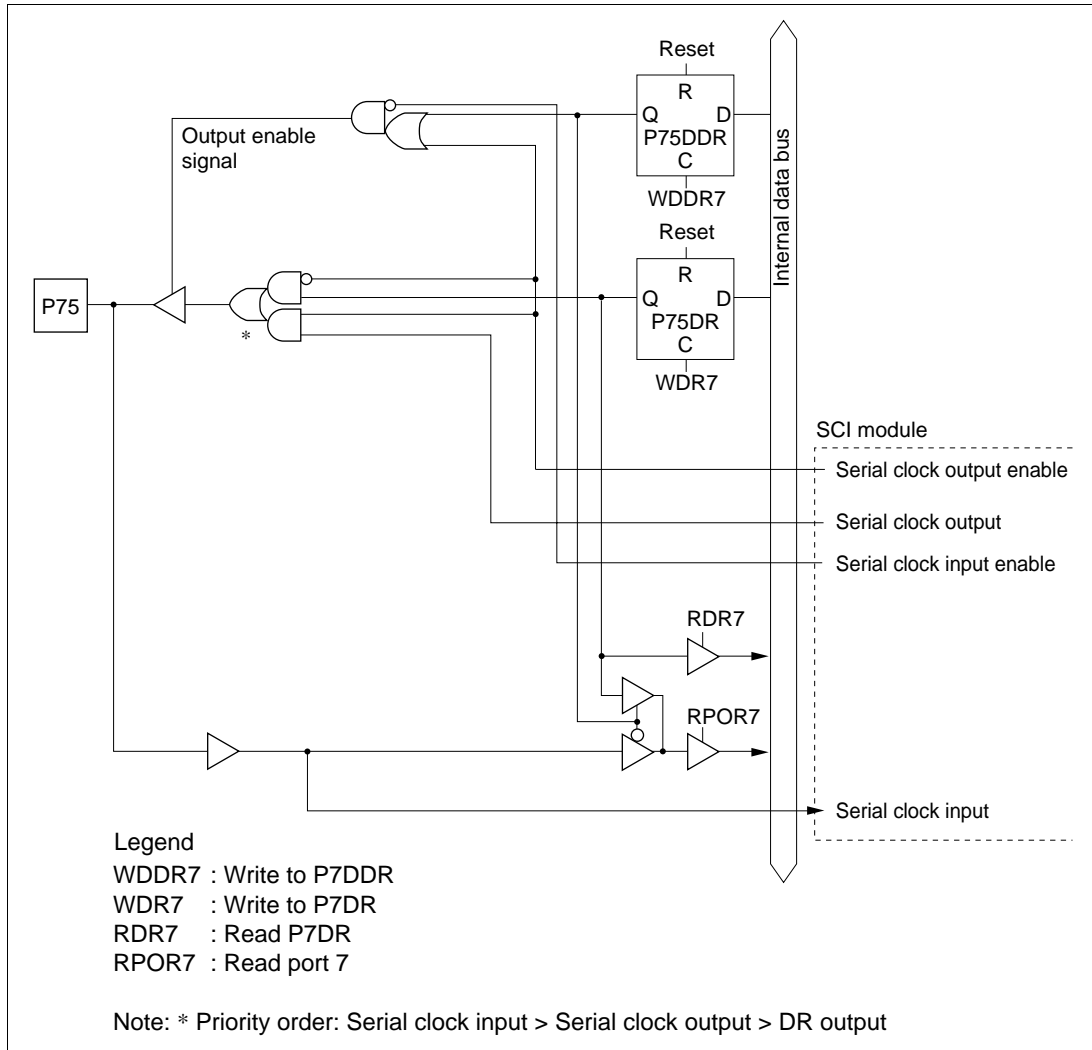 Reset
R
Q D
P75DDR
C
WDDR7
Output enable
signal
Internal data bus
Reset
R
Q D
P75DR
C
WDR7
P75
*
SCI module
Serial clock output enable
Serial clock output
Serial clock input enable
RDR7
RPOR7
Serial clock input
Legend
WDDR7 : Write to P7DDR
WDR7 : Write to P7DR
RDR7 : Read P7DR
RPOR7 : Read port 7
Note: * Priority order: Serial clock input > Serial clock output > DR output